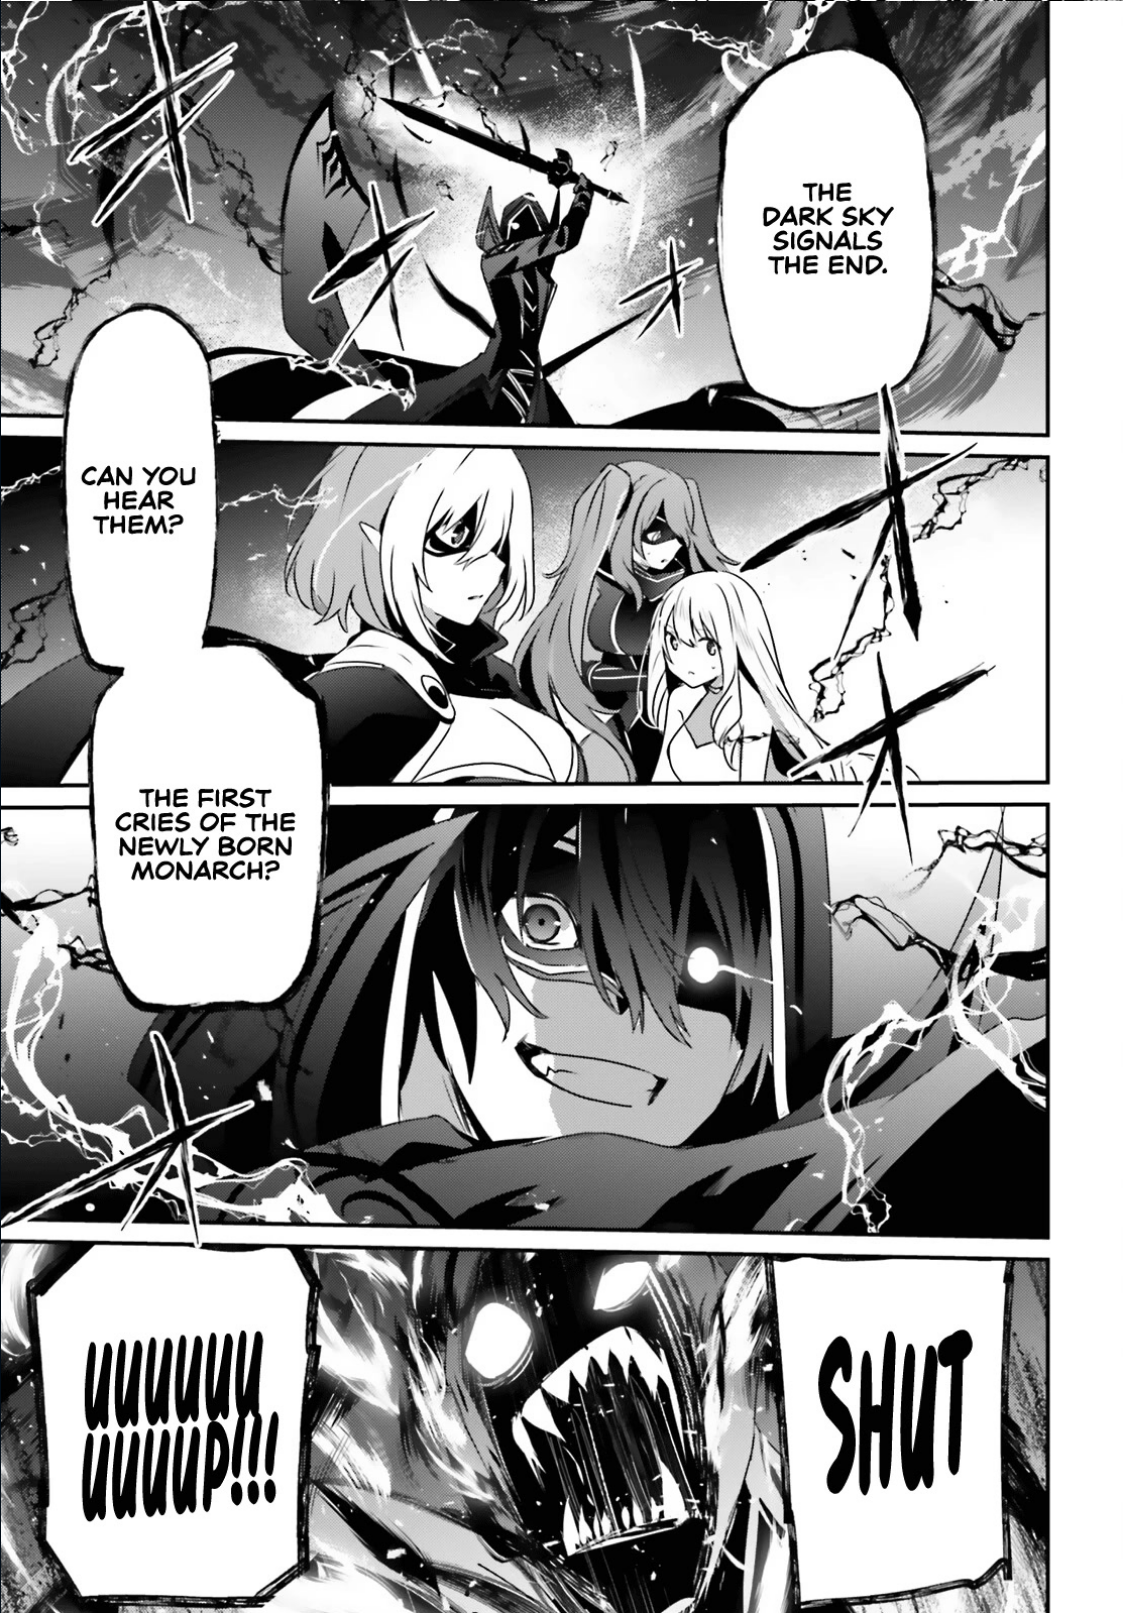 THE
DARK SKY
SIGNALS
THE END.
CAN YOU
HEAR
THEM?
THE FIRST
CRIES OF THE
NEWLY BORN
MONARCH?
SHUT
UUUUUU
UUUUUP!!!